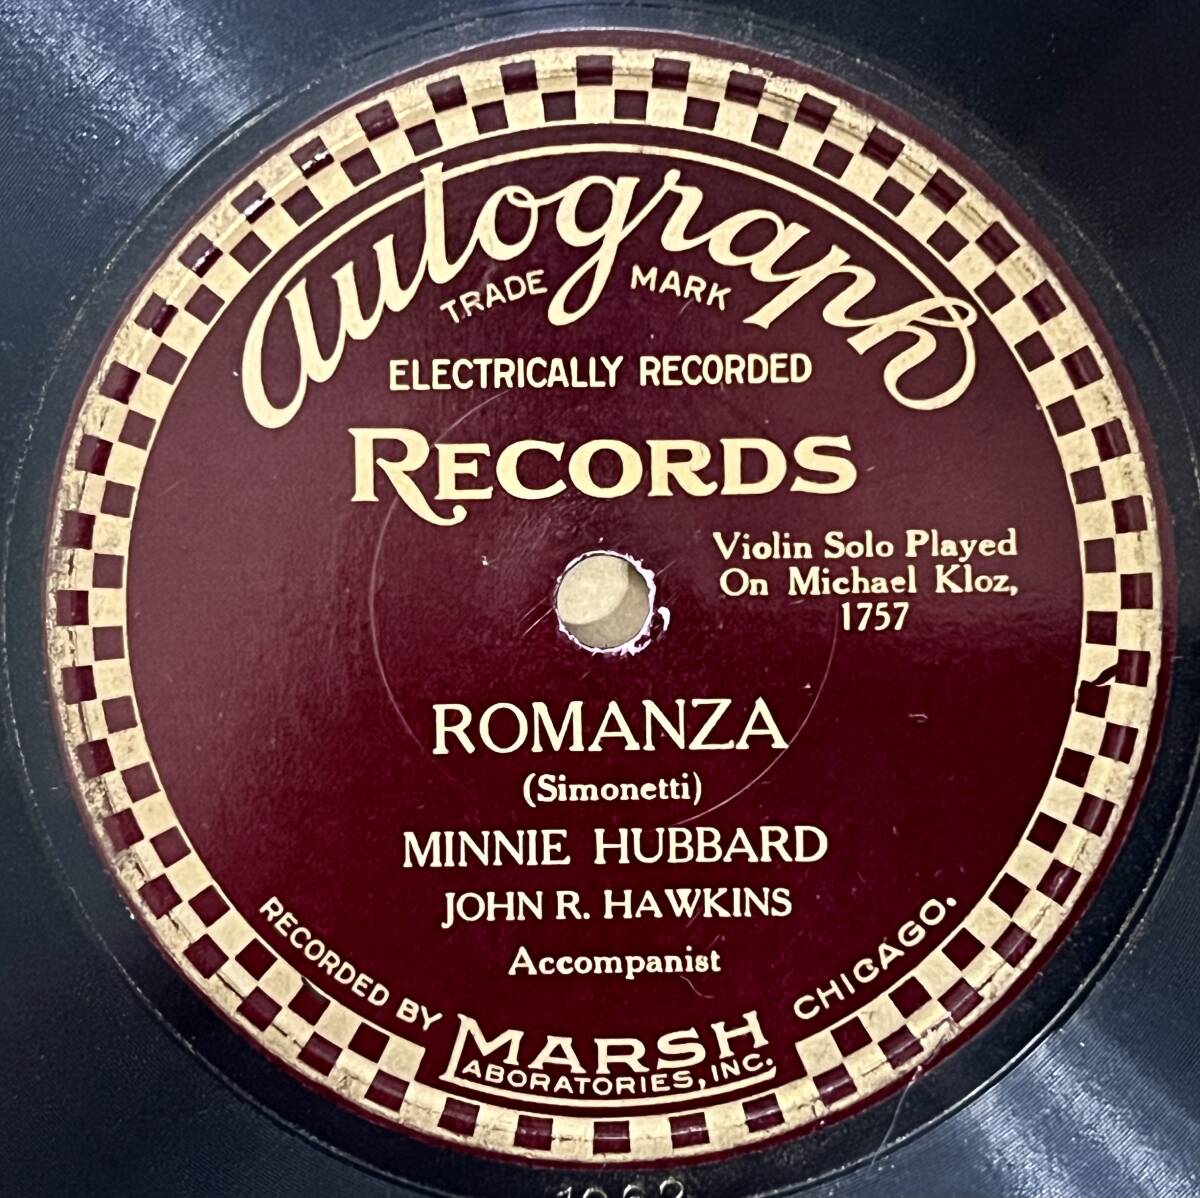 Autograph
TRADE MARK
ELECTRICALLY RECORDED
RECORDS
Violin Solo Played
On Michael Kloz,
1757
ROMANZA
(Simonetti)
MINNIE HUBBARD
JOHN R. HAWKINS
Accompanist
RECORDED BY MARSH LABORATORIES, INC. CHICAGO.